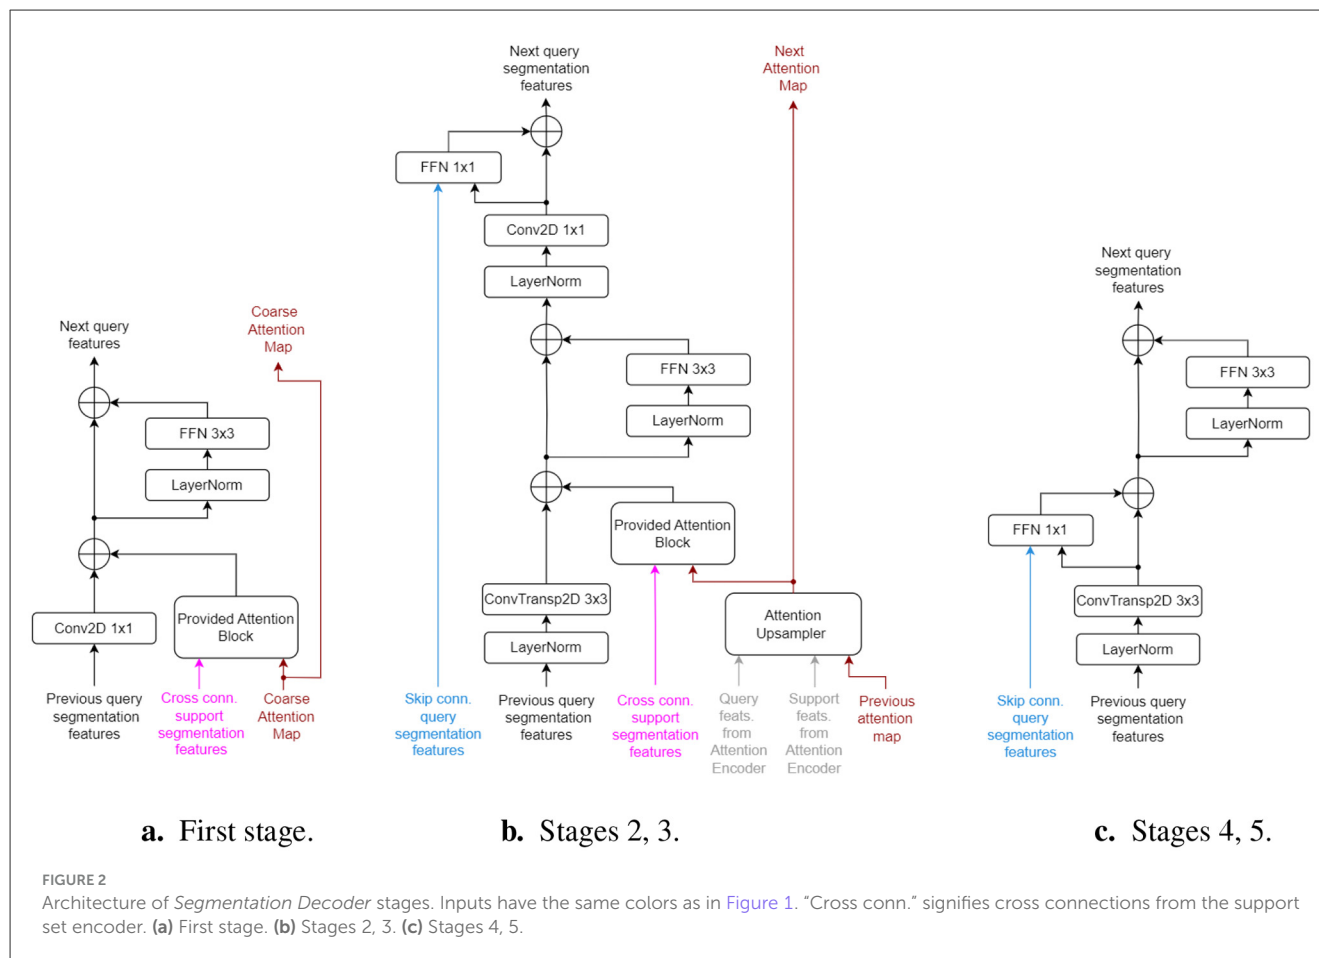 Next query
features
Coarse
Attention
Map
FFN 3x3
LayerNorm
Conv2D 1x1
Provided Attention
Block
Previous query
segmentation
features
Cross conn.
support
segmentation
features
Coarse
Attention
Map
a. First stage.
Next query
segmentation
features
Next
Attention
Map
FFN 1x1
Conv2D 1x1
LayerNorm
FFN 3x3
LayerNorm
Provided Attention
Block
ConvTransp2D 3x3
LayerNorm
Attention
Upsampler
Skip conn.
query
segmentation
features
Previous query
segmentation
features
Cross conn.
support
segmentation
features
Query
feats.
from
Attention
Encoder
Support
feats.
from
Attention
Encoder
Previous
attention
map
b. Stages 2, 3.
Next query
segmentation
features
FFN 3x3
LayerNorm
FFN 1x1
ConvTransp2D 3x3
LayerNorm
Skip conn.
query
segmentation
features
Previous query
segmentation
features
c. Stages 4, 5.
FIGURE 2
Architecture of Segmentation Decoder stages. Inputs have the same colors as in Figure 1. “Cross conn.” signifies cross connections from the support
set encoder. (a) First stage. (b) Stages 2, 3. (c) Stages 4, 5.